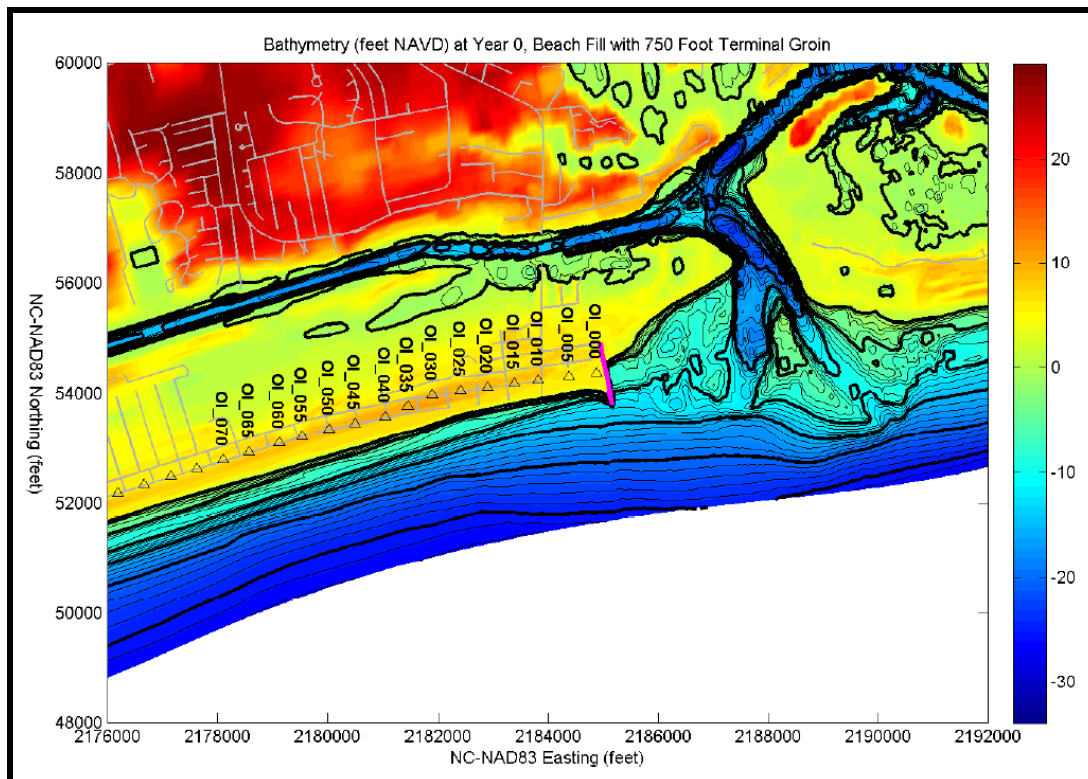 Bathymetry (feet NAVD) at Year 0, Beach Fill with 750 Foot Terminal Groin
60000
58000
56000
54000
52000
50000
48000
NC-NAD83 Northing (feet)
OI_070
OI_065
OI_060
OI_055
OI_050
OI_045
OI_040
OI_035
OI_030
OI_025
OI_020
OI_015
OI_010
OI_005
OI_000
2176000
2178000
2180000
2182000
2184000
2186000
2188000
2190000
2192000
NC-NAD83 Easting (feet)
20
10
0
-10
-20
-30